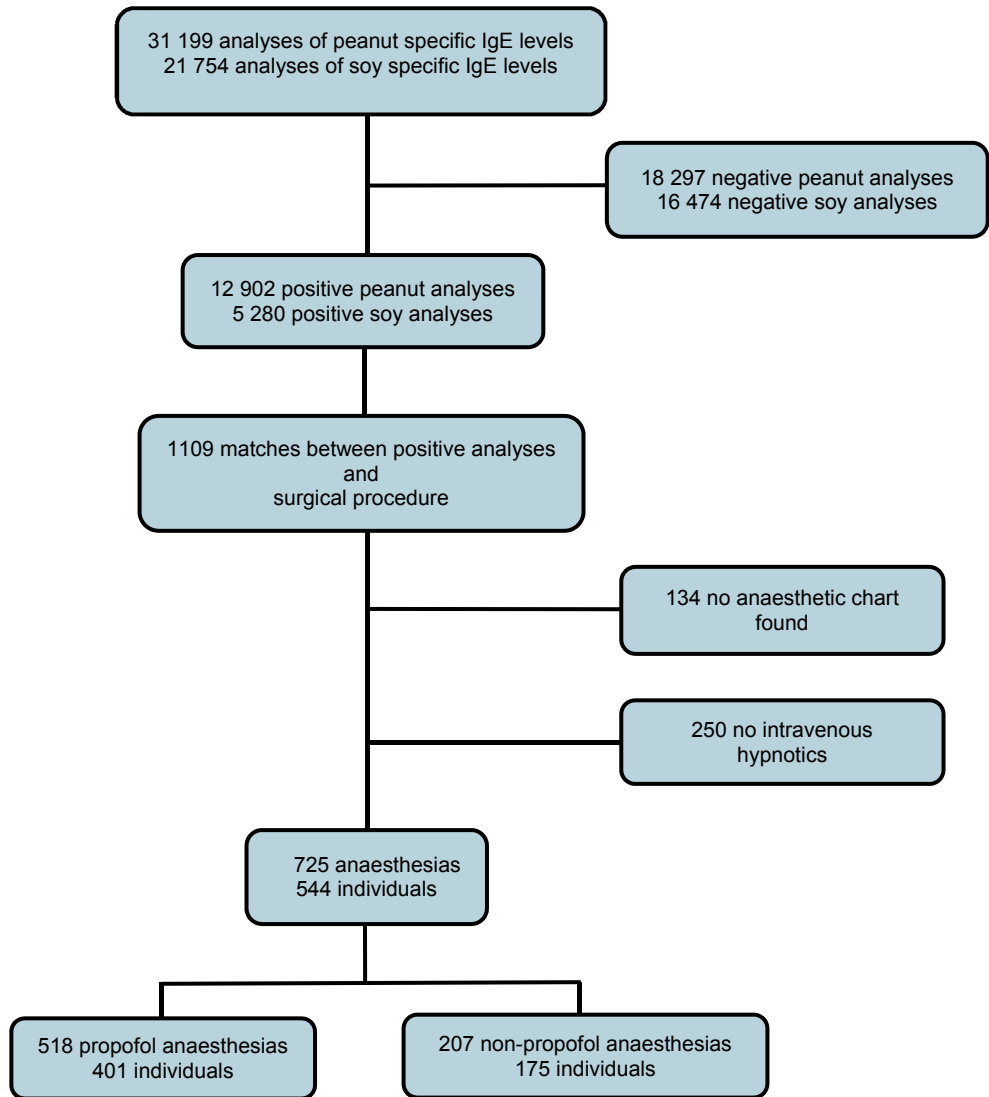 31 199 analyses of peanut specific IgE levels
21 754 analyses of soy specific IgE levels
18 297 negative peanut analyses
16 474 negative soy analyses
12 902 positive peanut analyses
5 280 positive soy analyses
1109 matches between positive analyses
and
surgical procedure
134 no anaesthetic chart
found
250 no intravenous
hypnotics
725 anaesthesias
544 individuals
518 propofol anaesthesias
401 individuals
207 non-propofol anaesthesias
175 individuals